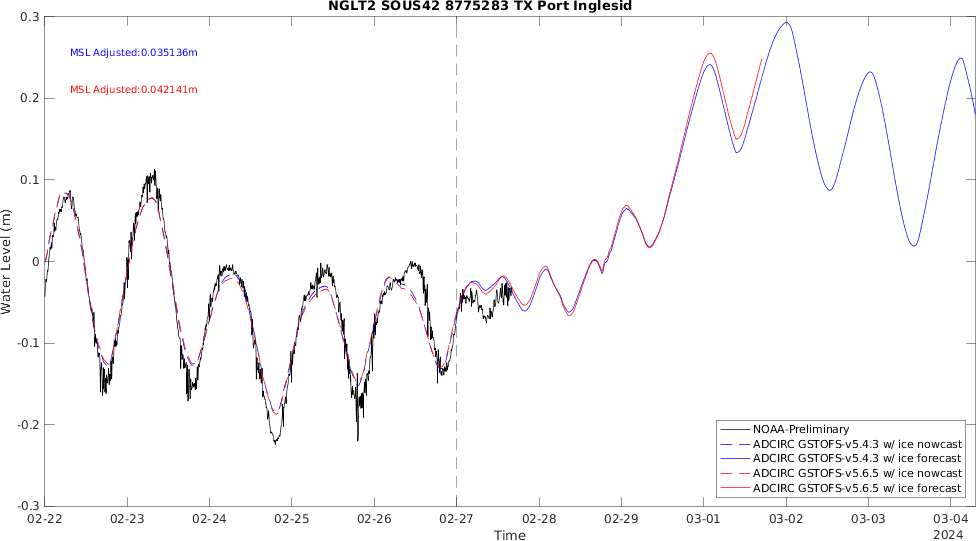 NGLT2 SOUS42 8775283 TX Port Inglesid
MSL Adjusted:0.035136m
MSL Adjusted:0.042141m
0.3
0.2
0.1
0
-0.1
-0.2
-0.3
Water Level (m)
NOAA-Preliminary
ADCIRC GSTOFS-v5.4.3 w/ ice nowcast
ADCIRC GSTOFS-v5.4.3 w/ ice forecast
ADCIRC GSTOFS-v5.6.5 w/ ice nowcast
ADCIRC GSTOFS-v5.6.5 w/ ice forecast
02-22 02-23 02-24 02-25 02-26 02-27 02-28 02-29 03-01 03-02 03-03 03-04
Time
2024